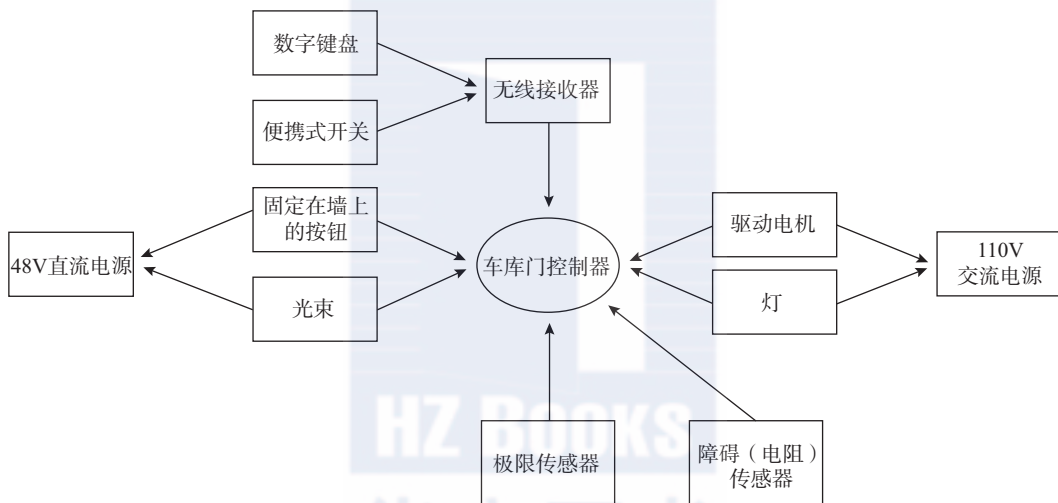 数字键盘
无线接收器
便携式开关
固定在墙上
的按钮
驱动电机
48V直流电源
车库门控制器
110V
交流电源
光束
灯
HZ BOOKS
极限传感器
障碍（电阻）
传感器